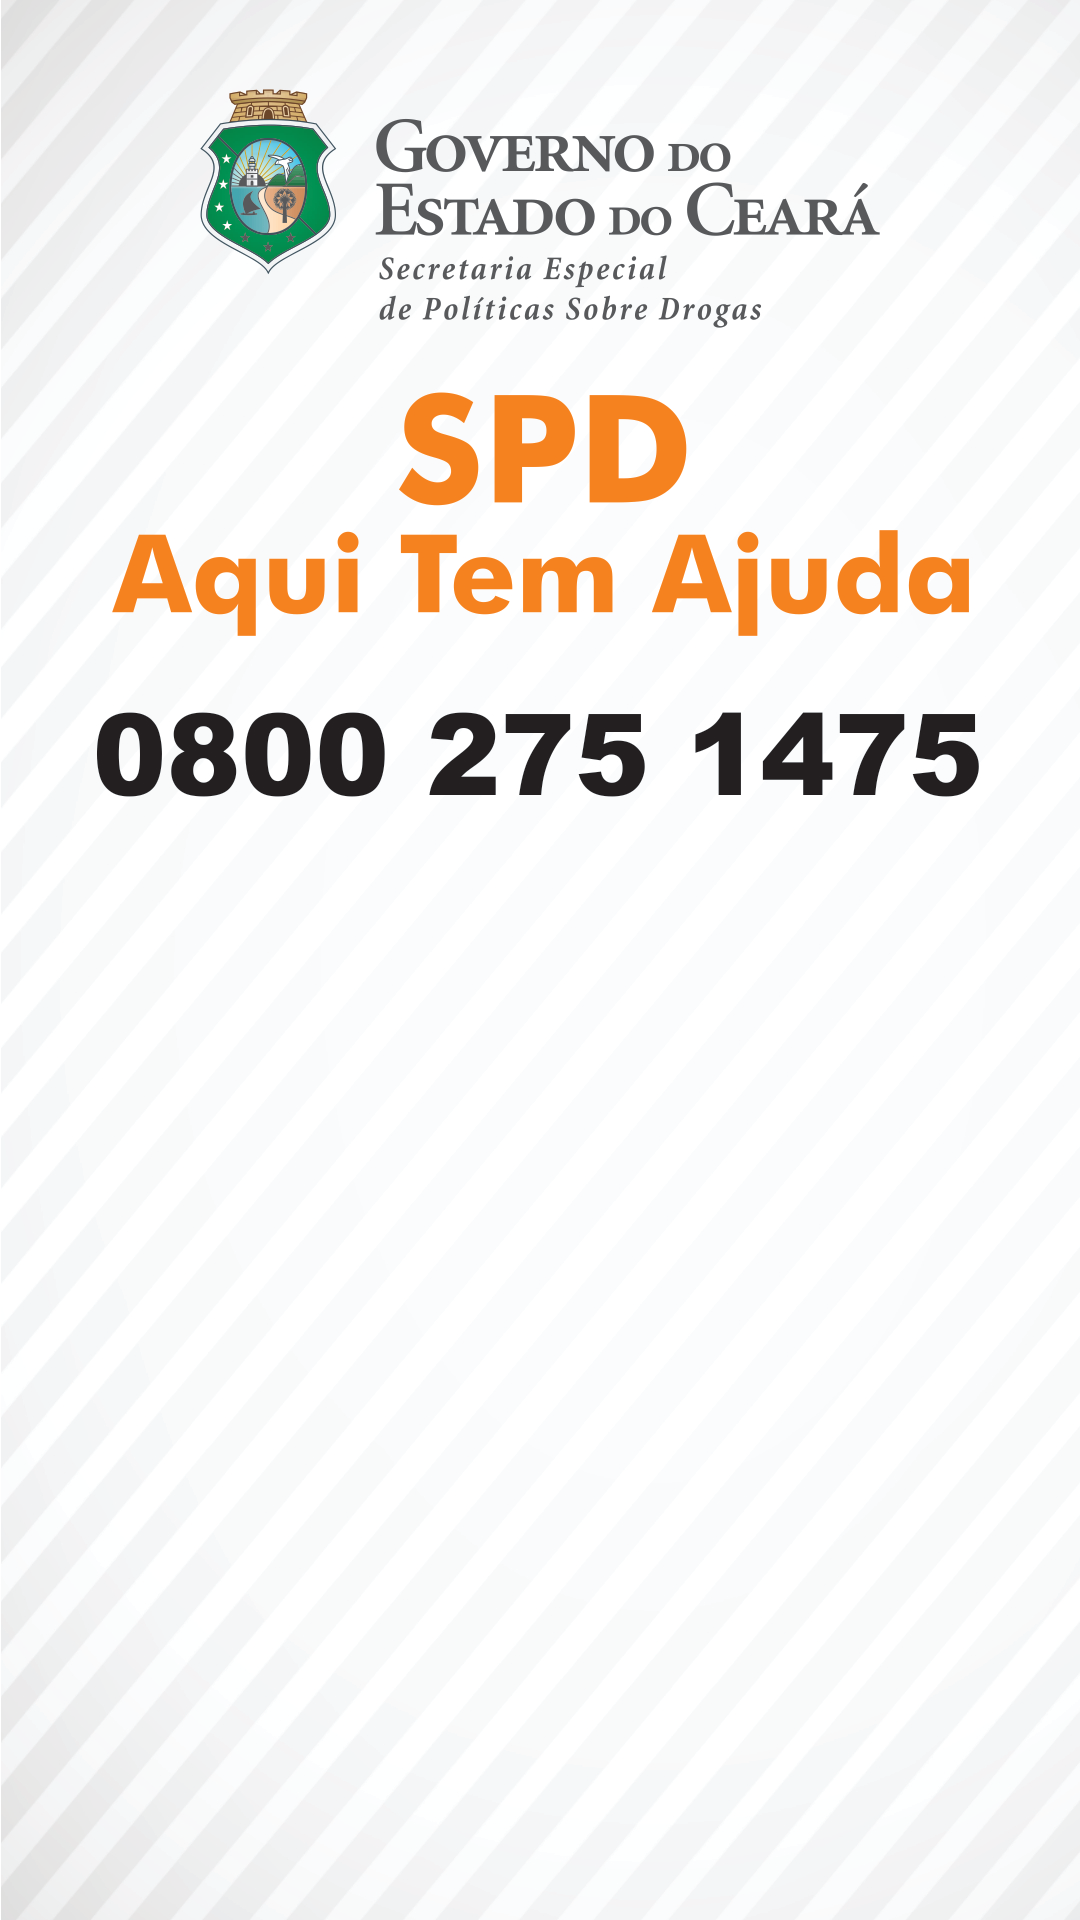 GOVERNO DO
ESTADO DO CEARÁ
Secretaria Especial
de Políticas Sobre Drogas
SPD
Aqui Tem Ajuda
0800 275 1475